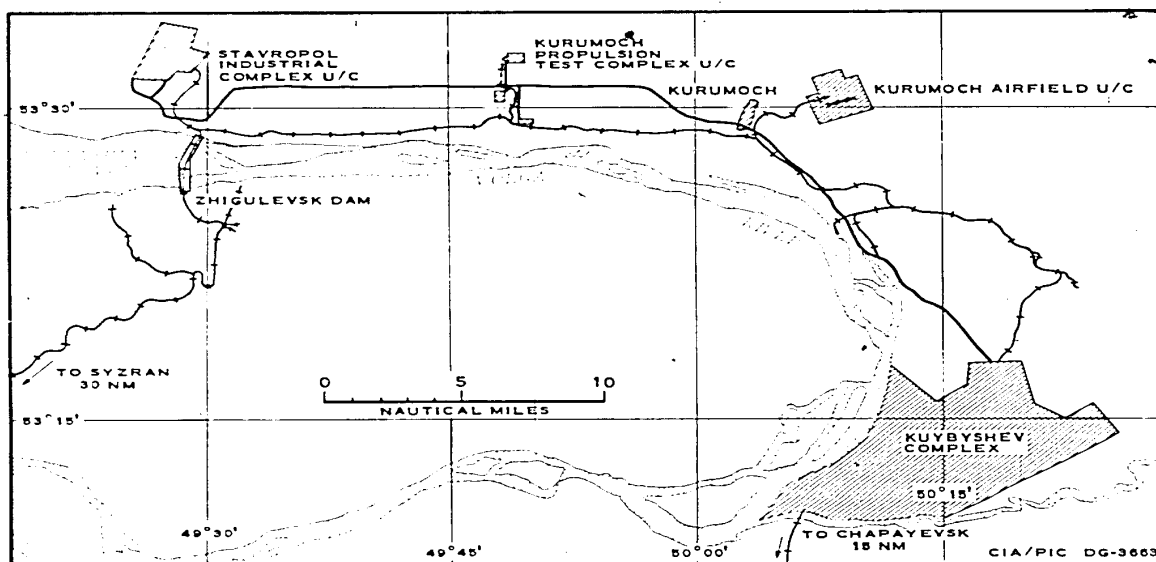 STAVROPOL
INDUSTRIAL
COMPLEX U/C
KURUMOCH
PROPULSION
TEST COMPLEX U/C
KURUMOCH
KURUMOCH AIRFIELD U/C
53°30'
ZHIGULEVSK DAM
TO SYZRAN
30 NM
0 5 10
NAUTICAL MILES
53°15'
KUYBYSHEV
COMPLEX
50°15'
49°30'
49°45'
50°00'
TO CHAPAYEVSK
15 NM
CIA/PIC DG-3663